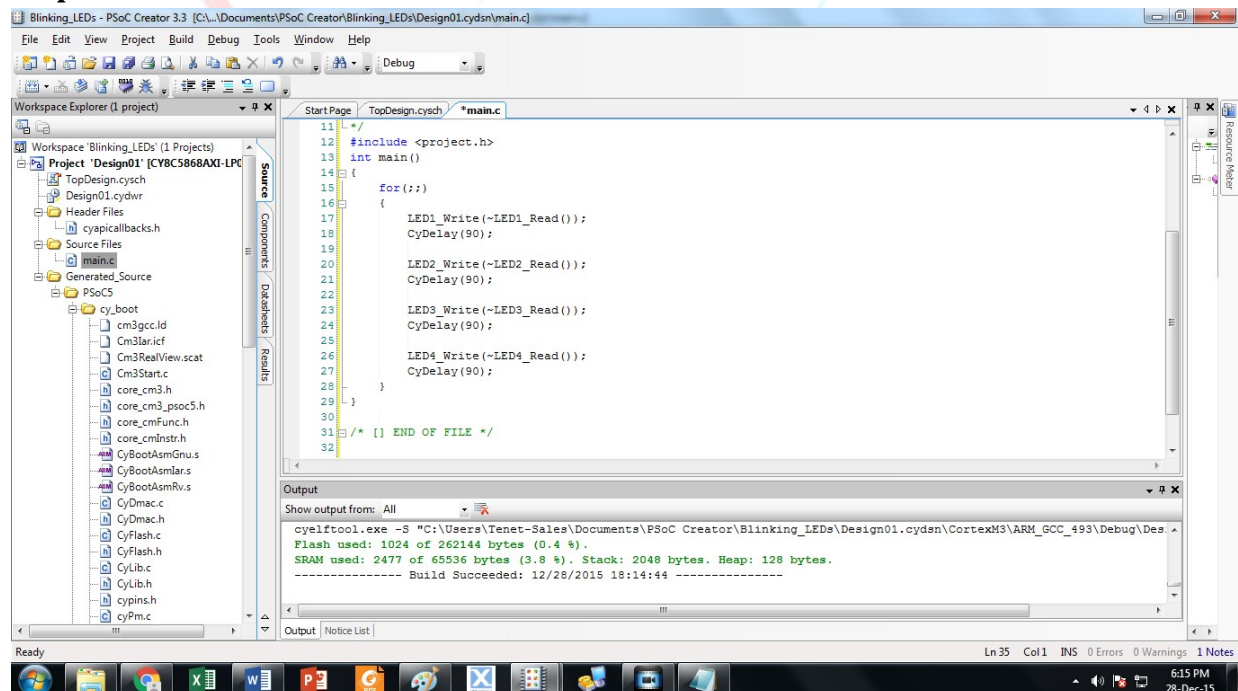 Blinking_LEDs - PSoC Creator 3.3 [C:\...\Documents\PSoC Creator\Blinking_LEDs\Design01.cydsn\main.c]
File Edit View Project Build Debug Tools Window Help
Debug
Workspace Explorer (1 project)
Workspace 'Blinking_LEDs' (1 Projects)
Project 'Design01' [CY8C5868AXI-LP0
TopDesign.cysch
Design01.cydwr
Header Files
cyapicallbacks.h
Source Files
main.c
Generated_Source
PSoC5
cy_boot
cm3gcc.ld
Cm3Iar.icf
Cm3RealView.scat
Cm3Start.c
core_cm3.h
core_cm3_psoc5.h
core_cmFunc.h
core_cmInstr.h
CyBootAsmGnu.s
CyBootAsmIar.s
CyBootAsmRv.s
CyDmac.c
CyDmac.h
CyFlash.c
CyFlash.h
CyLib.c
CyLib.h
cypins.h
cyPm.c
Source
Components
Datasheets
Results
Start Page TopDesign.cysch *main.c
11 */
12 #include <project.h>
13 int main()
14 {
15 for(;;)
16 {
17 LED1_Write(~LED1_Read());
18 CyDelay(90);
19
20 LED2_Write(~LED2_Read());
21 CyDelay(90);
22
23 LED3_Write(~LED3_Read());
24 CyDelay(90);
25
26 LED4_Write(~LED4_Read());
27 CyDelay(90);
28 }
29 }
30
31 /* [] END OF FILE */
32
Resource Meter
Output
Show output from: All
cyelftool.exe -S "C:\Users\Tenet-Sales\Documents\PSoC Creator\Blinking_LEDs\Design01.cydsn\CortexM3\ARM_GCC_493\Debug\Des
Flash used: 1024 of 262144 bytes (0.4 %).
SRAM used: 2477 of 65536 bytes (3.8 %). Stack: 2048 bytes. Heap: 128 bytes.
--------------- Build Succeeded: 12/28/2015 18:14:44 ---------------
Output Notice List
Ready Ln 35 Col 1 INS 0 Errors 0 Warnings 1 Notes
6:15 PM
28-Dec-15